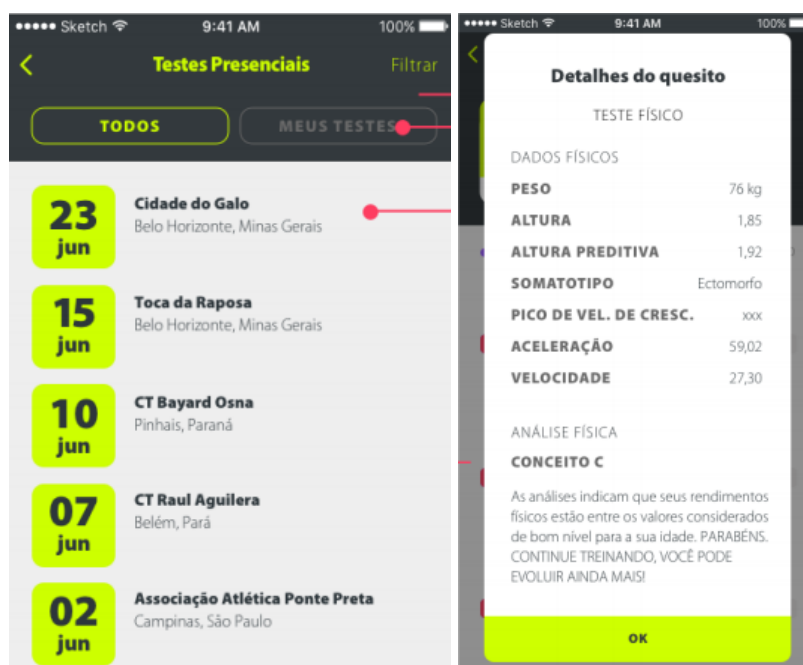 Sketch 9:41 AM 100%
Testes Presenciais Filtrar
TODOS MEUS TESTES
23 jun
Cidade do Galo
Belo Horizonte, Minas Gerais
15 jun
Toca da Raposa
Belo Horizonte, Minas Gerais
10 jun
CT Bayard Osna
Pinhais, Paraná
07 jun
CT Raul Aguilera
Belém, Pará
02 jun
Associação Atlética Ponte Preta
Campinas, São Paulo
Sketch 9:41 AM 100%
Detalhes do quesito
TESTE FÍSICO
DADOS FÍSICOS
PESO 76 kg
ALTURA 1,85
ALTURA PREDITIVA 1,92
SOMATOTIPO Ectomorfo
PICO DE VEL. DE CRESC. xxx
ACELERAÇÃO 59,02
VELOCIDADE 27,30
ANÁLISE FÍSICA
CONCEITO C
As análises indicam que seus rendimentos
físicos estão entre os valores considerados
de bom nível para a sua idade. PARABÉNS.
CONTINUE TREINANDO, VOCÊ PODE
EVOLUIR AINDA MAIS!
OK